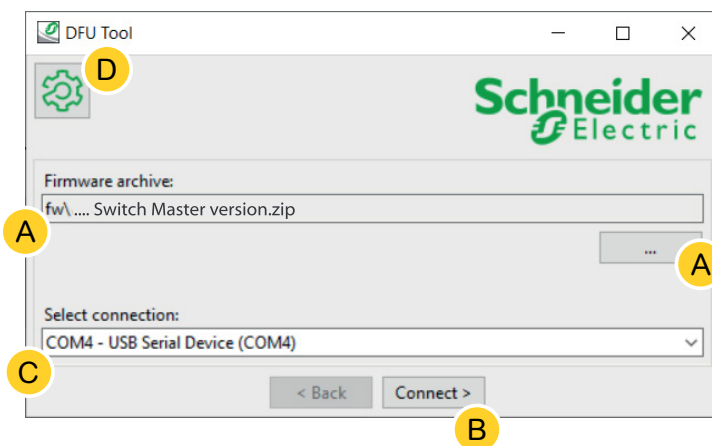 DFU Tool
D
Schneider
Electric
Firmware archive:
fw\ .... Switch Master version.zip
A
...
A
Select connection:
COM4 - USB Serial Device (COM4)
C
< Back
Connect >
B